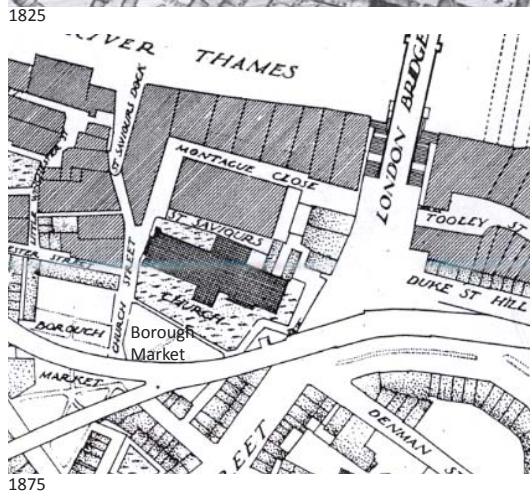 1825
RIVER THAMES
LONDON BRIDGE
ST SAVIOURS DOCK
MONTAGUE CLOSE
TOOLEY ST
ST SAVIOURS
CHURCH
CHURCH STREET
DUKE ST HILL
BOROUGH
MARKET
Borough
Market
DENMAN ST
1875